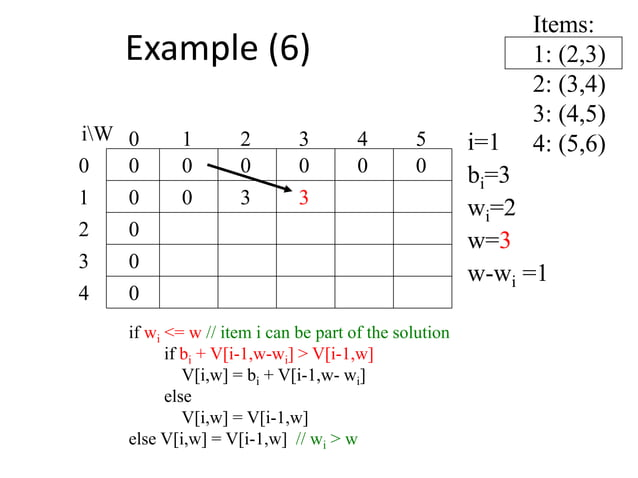 Example (6)
Items:
1: (2,3)
2: (3,4)
3: (4,5)
4: (5,6)
i\W 0 1 2 3 4 5
0 0 0 0 0 0 0
1 0 0 3 3
2 0
3 0
4 0
i=1
bi=3
wi=2
w=3
w-wi =1
if wi <= w // item i can be part of the solution
if bi + V[i-1,w-wi] > V[i-1,w]
V[i,w] = bi + V[i-1,w- wi]
else
V[i,w] = V[i-1,w]
else V[i,w] = V[i-1,w] // wi > w